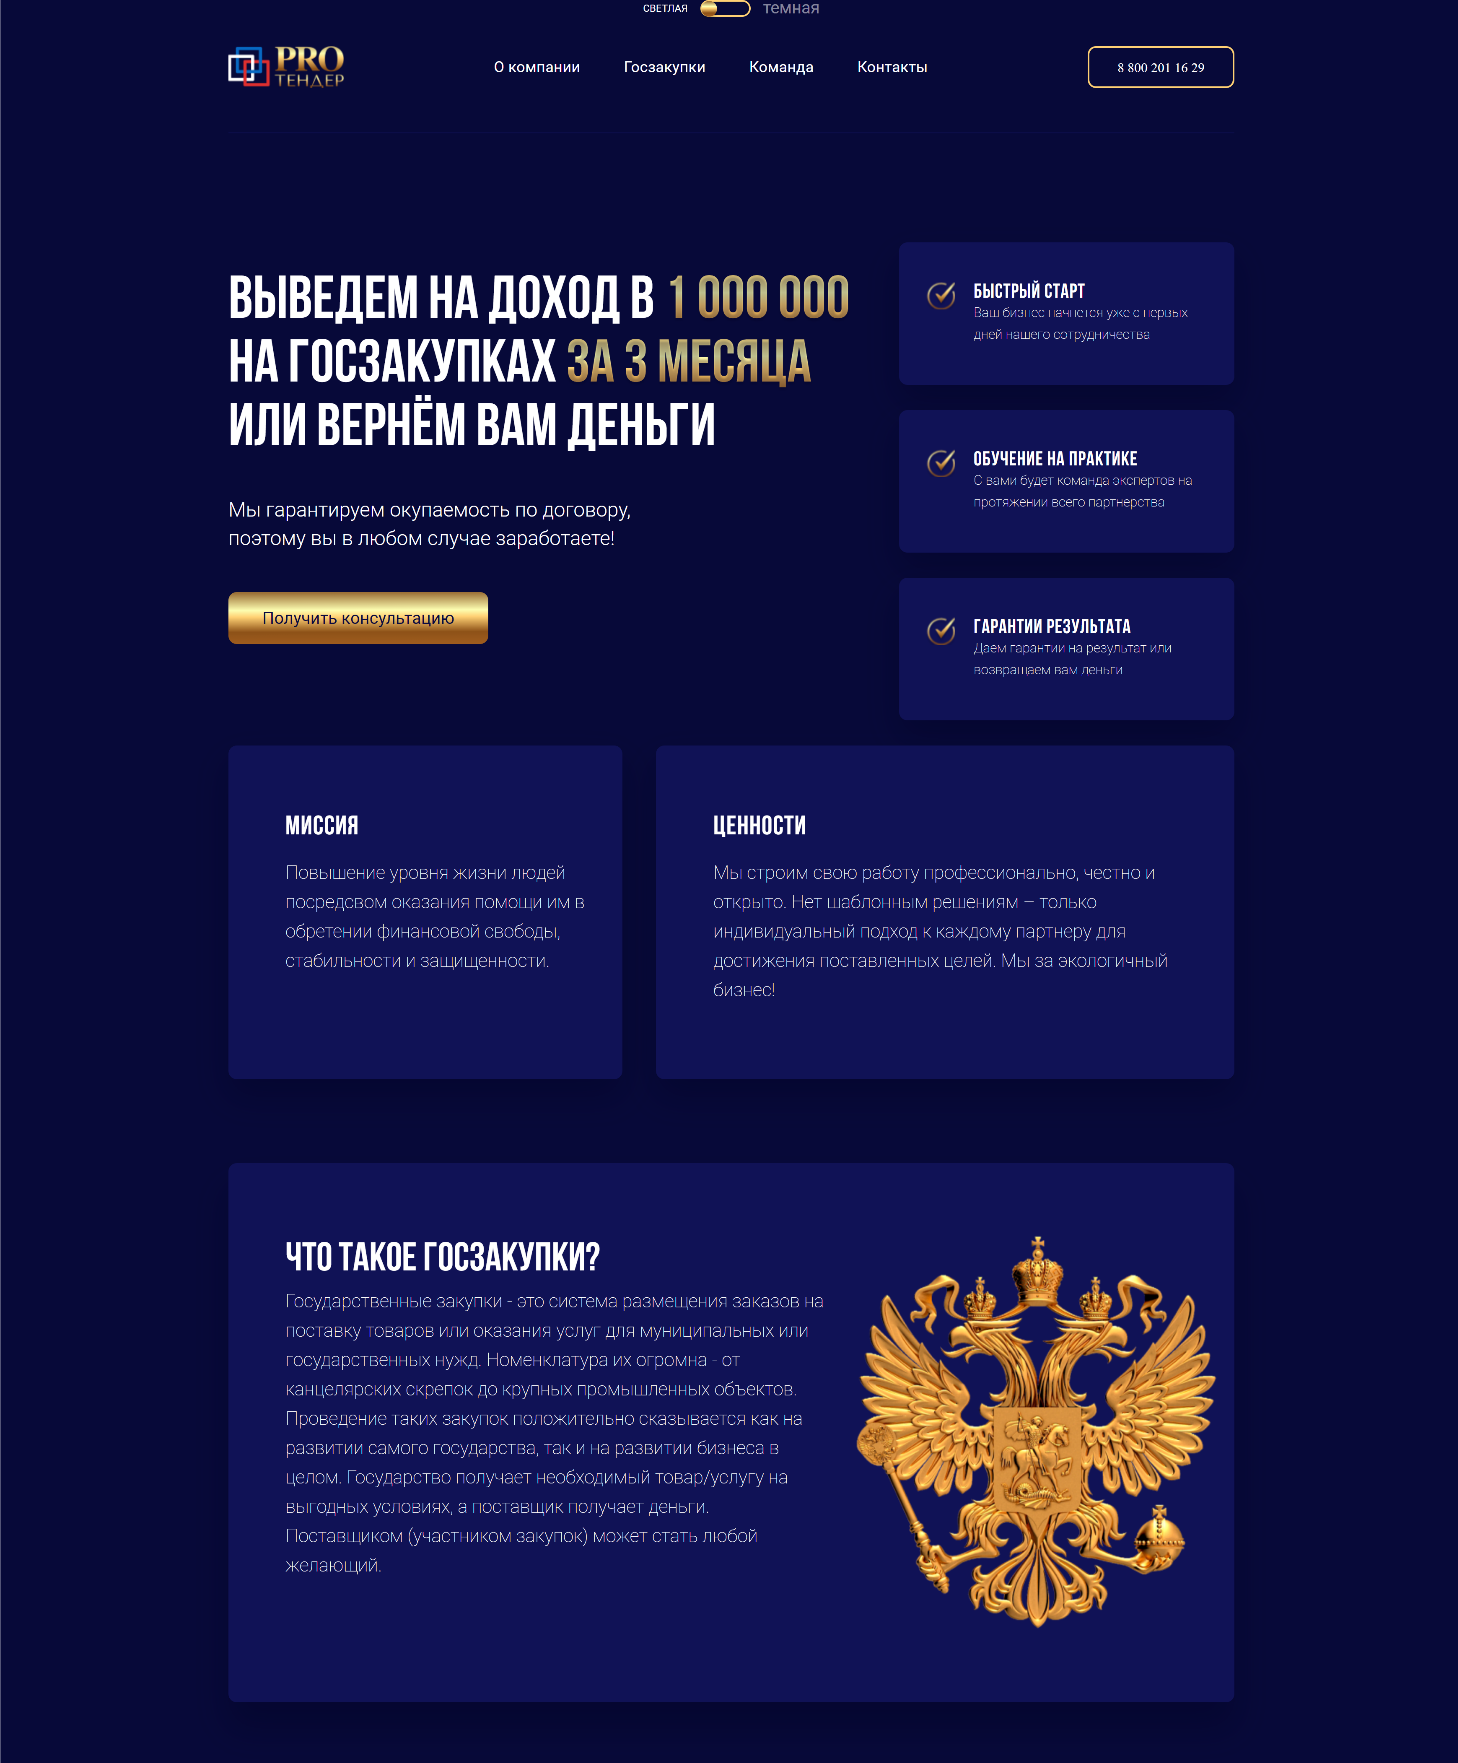 СВЕТЛАЯ темная
PRO
ТЕНДЕР
О компании Госзакупки Команда Контакты
8 800 201 16 29
ВЫВЕДЕМ НА ДОХОД В 1 000 000
НА ГОСЗАКУПКАХ ЗА 3 МЕСЯЦА
ИЛИ ВЕРНЁМ ВАМ ДЕНЬГИ
Мы гарантируем окупаемость по договору,
поэтому вы в любом случае заработаете!
Получить консультацию
БЫСТРЫЙ СТАРТ
Ваш бизнес начнется уже с первых
дней нашего сотрудничества
ОБУЧЕНИЕ НА ПРАКТИКЕ
С вами будет команда экспертов на
протяжении всего партнерства
ГАРАНТИИ РЕЗУЛЬТАТА
Даем гарантии на результат или
возвращаем вам деньги
МИССИЯ
Повышение уровня жизни людей
посредсвом оказания помощи им в
обретении финансовой свободы,
стабильности и защищенности.
ЦЕННОСТИ
Мы строим свою работу профессионально, честно и
открыто. Нет шаблонным решениям – только
индивидуальный подход к каждому партнеру для
достижения поставленных целей. Мы за экологичный
бизнес!
ЧТО ТАКОЕ ГОСЗАКУПКИ?
Государственные закупки - это система размещения заказов на
поставку товаров или оказания услуг для муниципальных или
государственных нужд. Номенклатура их огромна - от
канцелярских скрепок до крупных промышленных объектов.
Проведение таких закупок положительно сказывается как на
развитии самого государства, так и на развитии бизнеса в
целом. Государство получает необходимый товар/услугу на
выгодных условиях, а поставщик получает деньги.
Поставщиком (участником закупок) может стать любой
желающий.